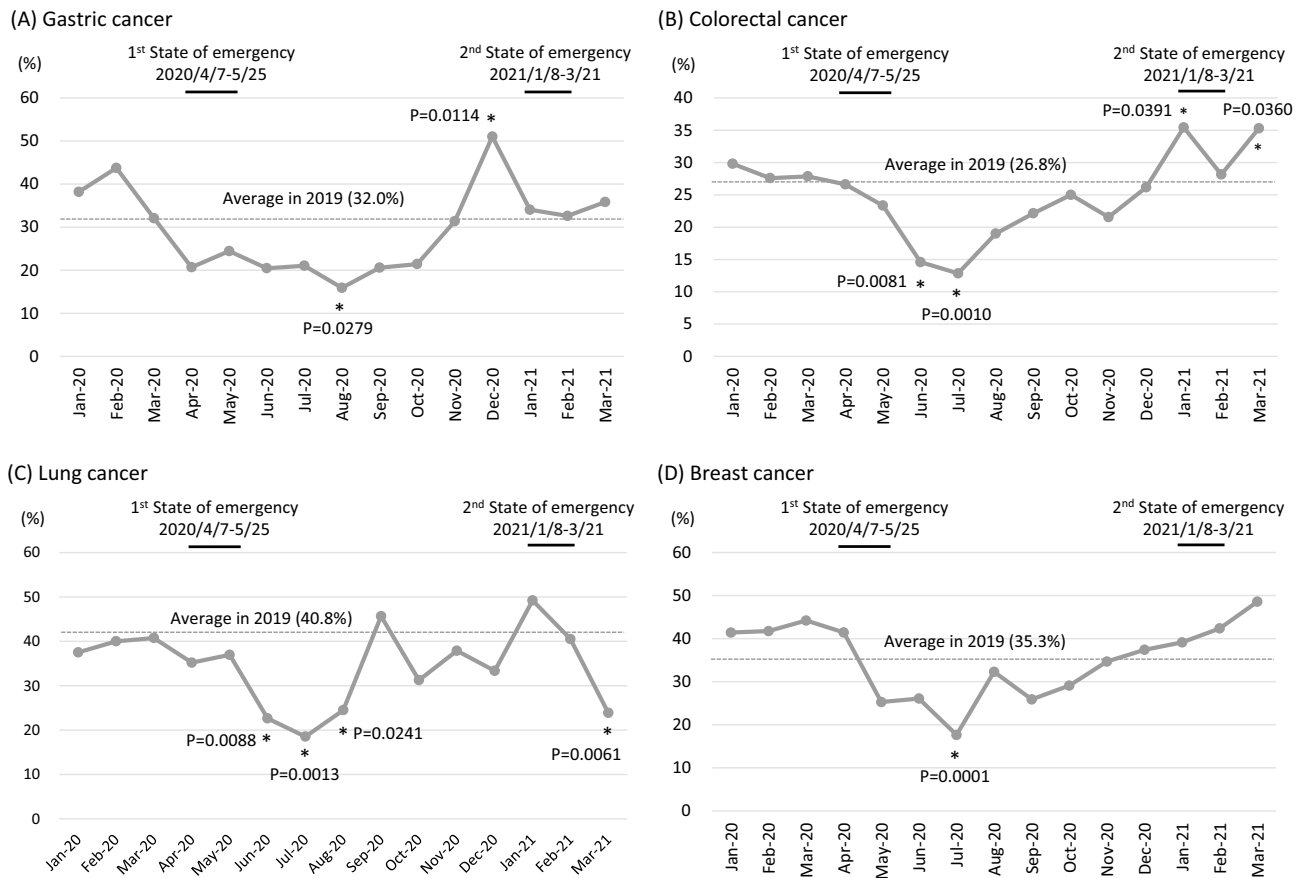 (A) Gastric cancer
1st State of emergency
2020/4/7-5/25
2nd State of emergency
2021/1/8-3/21
(%)
60
50
40
30
20
10
0
P=0.0114 *
Average in 2019 (32.0%)
*
P=0.0279
Jan-20
Feb-20
Mar-20
Apr-20
May-20
Jun-20
Jul-20
Aug-20
Sep-20
Oct-20
Nov-20
Dec-20
Jan-21
Feb-21
Mar-21
(B) Colorectal cancer
1st State of emergency
2020/4/7-5/25
2nd State of emergency
2021/1/8-3/21
(%)
40
35
30
25
20
15
10
5
0
P=0.0391 *
P=0.0360
*
Average in 2019 (26.8%)
P=0.0081 *
*
P=0.0010
Jan-20
Feb-20
Mar-20
Apr-20
May-20
Jun-20
Jul-20
Aug-20
Sep-20
Oct-20
Nov-20
Dec-20
Jan-21
Feb-21
Mar-21
(C) Lung cancer
1st State of emergency
2020/4/7-5/25
2nd State of emergency
2021/1/8-3/21
(%)
60
50
40
30
20
10
0
Average in 2019 (40.8%)
P=0.0088 *
*
P=0.0013
* P=0.0241
*
P=0.0061
Jan-20
Feb-20
Mar-20
Apr-20
May-20
Jun-20
Jul-20
Aug-20
Sep-20
Oct-20
Nov-20
Dec-20
Jan-21
Feb-21
Mar-21
(D) Breast cancer
1st State of emergency
2020/4/7-5/25
2nd State of emergency
2021/1/8-3/21
(%)
60
50
40
30
20
10
0
Average in 2019 (35.3%)
*
P=0.0001
Jan-20
Feb-20
Mar-20
Apr-20
May-20
Jun-20
Jul-20
Aug-20
Sep-20
Oct-20
Nov-20
Dec-20
Jan-21
Feb-21
Mar-21